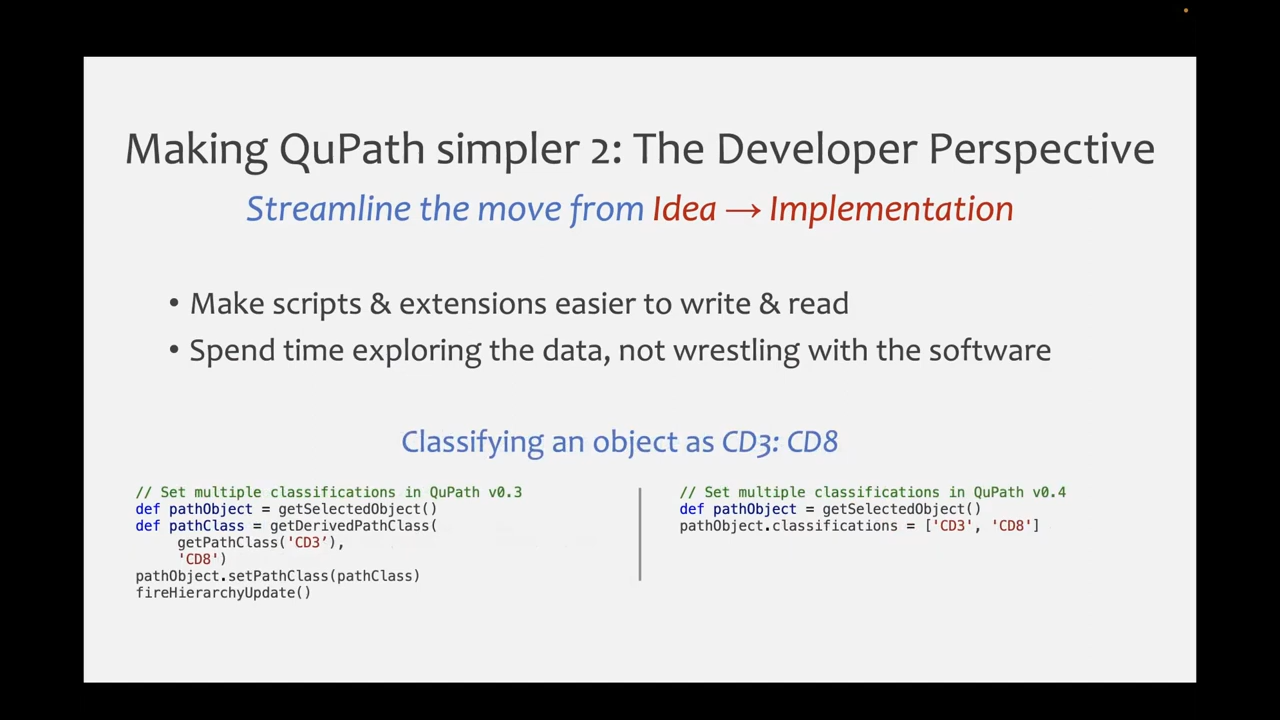 Making QuPath simpler 2: The Developer Perspective
Streamline the move from Idea → Implementation
• Make scripts & extensions easier to write & read
• Spend time exploring the data, not wrestling with the software
Classifying an object as CD3: CD8
// Set multiple classifications in QuPath v0.3
def pathObject = getSelectedObject()
def pathClass = getDerivedPathClass(
getPathClass('CD3’),
'CD8')
pathObject.setPathClass(pathClass)
fireHierarchyUpdate()
// Set multiple classifications in QuPath v0.4
def pathObject = getSelectedObject()
pathObject.classifications = ['CD3', 'CD8']